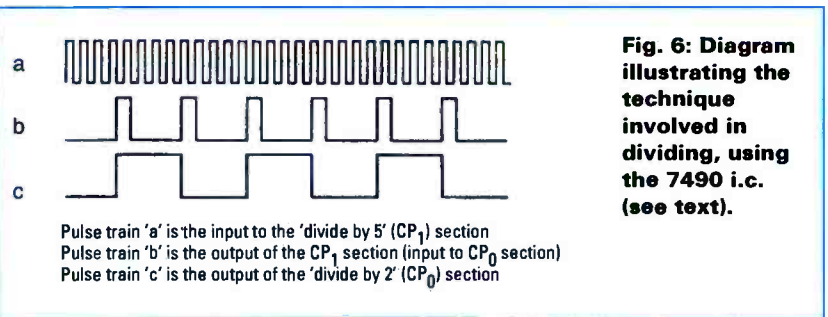 a
b
c
Pulse train 'a' is the input to the 'divide by 5' (CP₁) section
Pulse train 'b' is the output of the CP₁ section (input to CP₀ section)
Pulse train 'c' is the output of the 'divide by 2' (CP₀) section
Fig. 6: Diagram
illustrating the
technique
involved in
dividing, using
the 7490 i.c.
(see text).